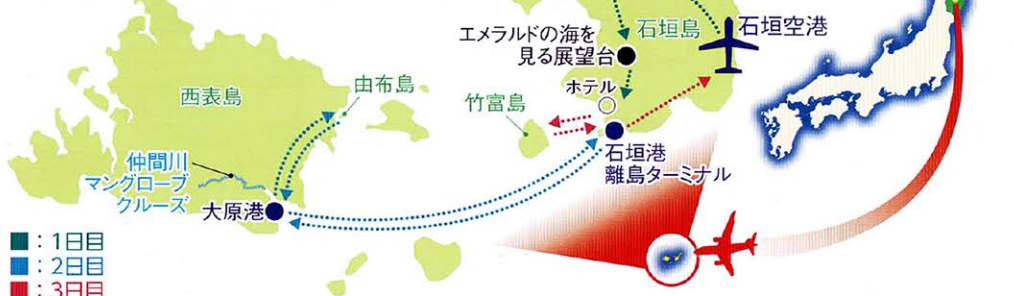 エメラルドの海を
見る展望台
石垣島
石垣空港
ホテル
西表島
由布島
竹富島
仲間川
マングローブ
クルーズ
大原港
石垣港
離島ターミナル
■：1日目
■：2日目
■：3日目